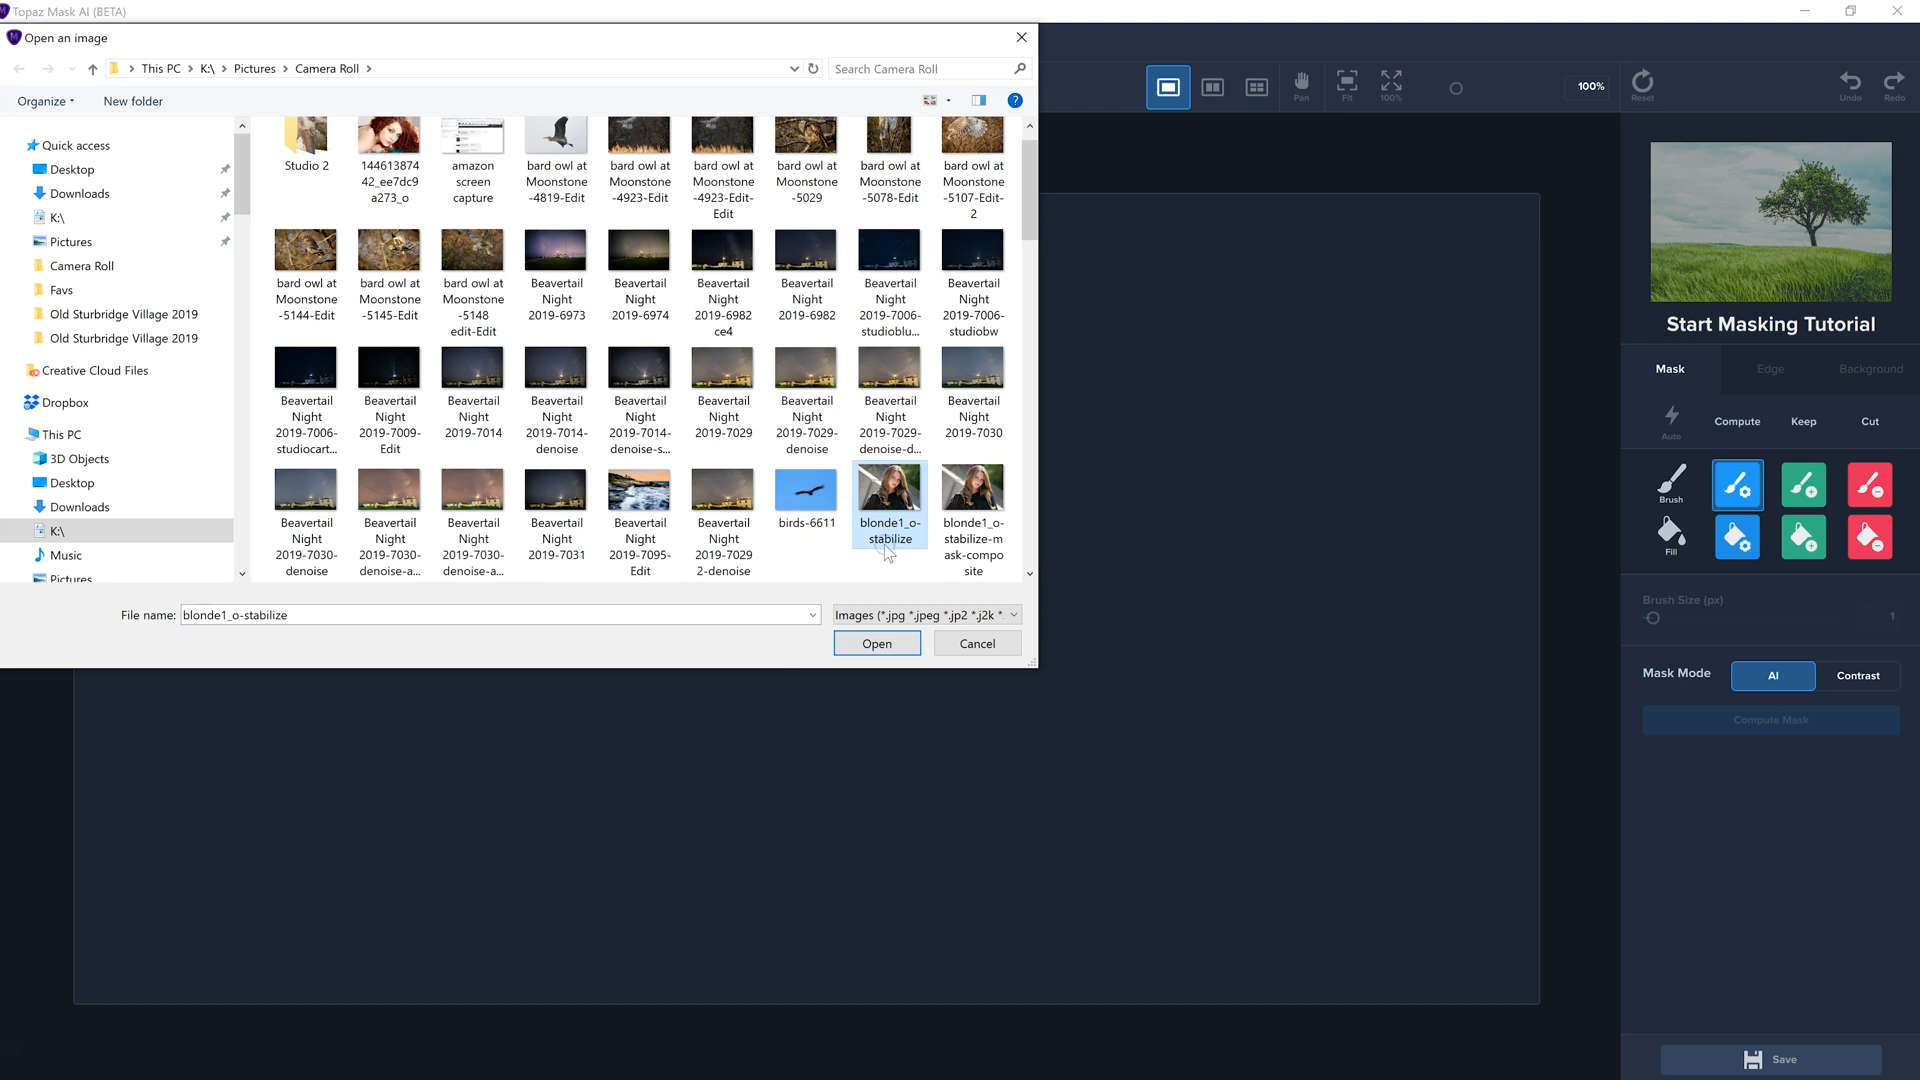 Topaz Mask AI (BETA)
Open an image
This PC > K:\ > Pictures > Camera Roll >
Search Camera Roll
Organize
New folder
100%
Pan
Fit
100%
Reset
Undo
Redo
Quick access
Desktop
Downloads
K:\
Pictures
Camera Roll
Favs
Old Sturbridge Village 2019
Old Sturbridge Village 2019
Creative Cloud Files
Dropbox
This PC
3D Objects
Desktop
Downloads
K:\
Music
Pictures
Studio 2
144613874
42_ee7dc9
a273_o
amazon
screen
capture
bard owl at
Moonstone
-4819-Edit
bard owl at
Moonstone
-4923-Edit
bard owl at
Moonstone
-4923-Edit-
Edit
bard owl at
Moonstone
-5029
bard owl at
Moonstone
-5078-Edit
bard owl at
Moonstone
-5107-Edit-
2
bard owl at
Moonstone
-5144-Edit
bard owl at
Moonstone
-5145-Edit
bard owl at
Moonstone
-5148
edit-Edit
Beavertail
Night
2019-6973
Beavertail
Night
2019-6974
Beavertail
Night
2019-6982
ce4
Beavertail
Night
2019-6982
Beavertail
Night
2019-7006-
studioblu...
Beavertail
Night
2019-7006-
studiobw
Beavertail
Night
2019-7006-
studiocart...
Beavertail
Night
2019-7009-
Edit
Beavertail
Night
2019-7014
Beavertail
Night
2019-7014-
denoise
Beavertail
Night
2019-7014-
denoise-s...
Beavertail
Night
2019-7029
Beavertail
Night
2019-7029-
denoise
Beavertail
Night
2019-7029-
denoise-d...
Beavertail
Night
2019-7030
Beavertail
Night
2019-7030-
denoise
Beavertail
Night
2019-7030-
denoise-a...
Beavertail
Night
2019-7030-
denoise-a...
Beavertail
Night
2019-7031
Beavertail
Night
2019-7095-
Edit
Beavertail
Night
2019-7029
2-denoise
birds-6611
blonde1_o-
stabilize
blonde1_o-
stabilize-m
ask-compo
site
File name: blonde1_o-stabilize
Images (*.jpg *.jpeg *.jp2 *.j2k *.
Open
Cancel
Start Masking Tutorial
Mask
Edge
Background
Auto
Compute
Keep
Cut
Brush
Fill
Brush Size (px)
1
Mask Mode
AI
Contrast
Compute Mask
Save